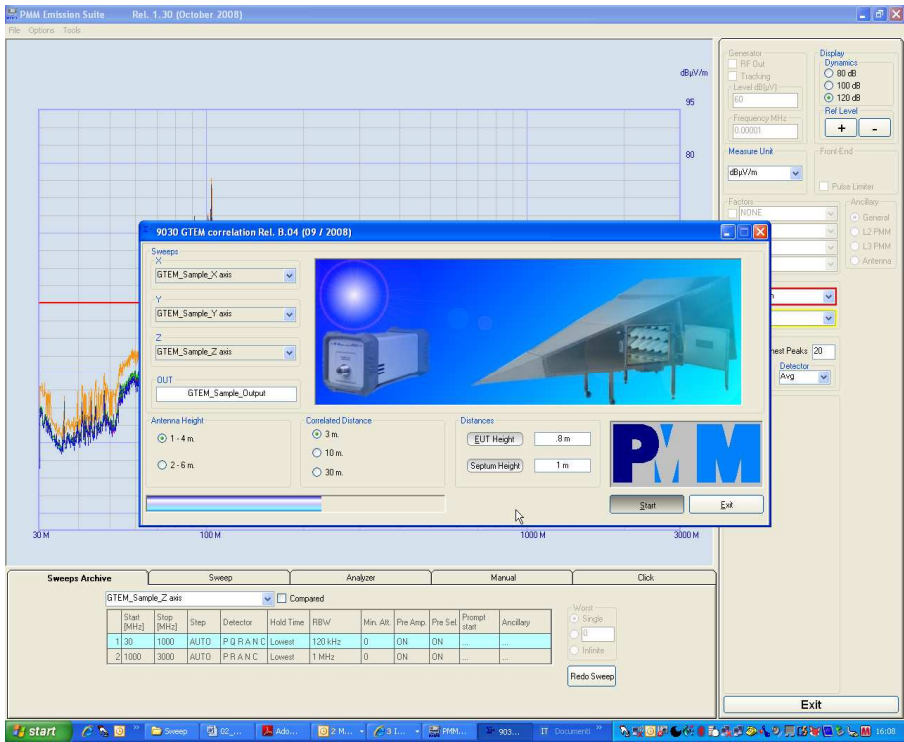 PMM Emission Suite Rel. 1.30 (October 2008)
File Options Tools
dBµV/m
95
80
30 M 100 M 1000 M 3000 M
Generator
RF Out
Tracking
Level dB(µV)
60
Frequency MHz
0.00001
Display
Dynamics
80 dB
100 dB
120 dB
Ref Level
+ -
Measure Unit
dBµV/m
Front-End
Pulse Limiter
Factors
NONE
Ancillary
General
L2 PMM
L3 PMM
Antenna
hest Peaks 20
Detector
Avg
9030 GTEM correlation Rel. B.04 (09 / 2008)
Sweeps
X
GTEM_Sample_X axis
Y
GTEM_Sample_Y axis
Z
GTEM_Sample_Z axis
OUT
GTEM_Sample_Output
Antenna Height
1 - 4 m.
2 - 6 m.
Correlated Distance
3 m.
10 m.
30 m.
Distances
EUT Height .8 m
Septum Height 1 m
PMM
Start Exit
Sweeps Archive Sweep Analyzer Manual Click
GTEM_Sample_Z axis Compared
Start [MHz] Stop [MHz] Step Detector Hold Time RBW Min. Att. Pre Amp. Pre Sel. Prompt start Ancillary
1 30 1000 AUTO P Q R A N C Lowest 120 kHz 0 ON ON ... ...
2 1000 3000 AUTO P R A N C Lowest 1 MHz 0 ON ON ... ...
Worst
Single
0
Infinite
Redo Sweep
Exit
start Sweep 02_... Ado... 2 M... 3 I... PMM... 903... IT Documenti » 16:08